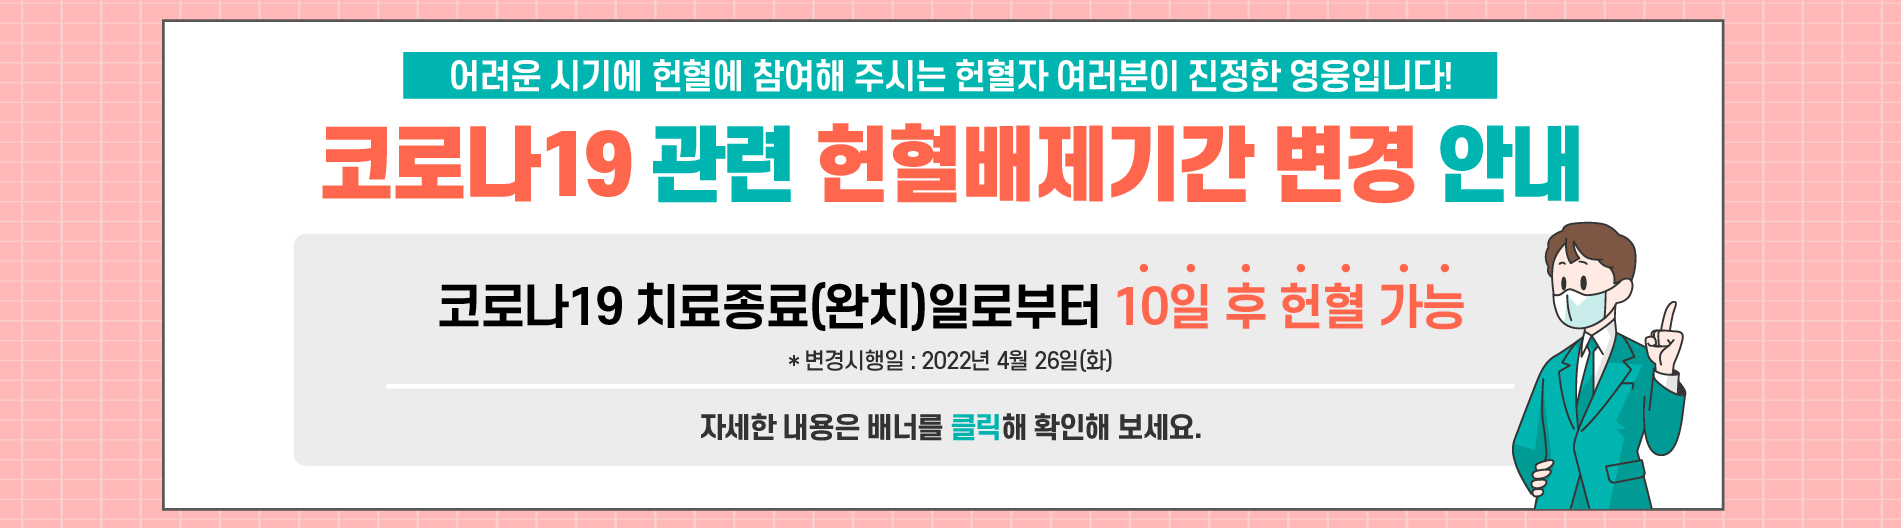 어려운 시기에 헌혈에 참여해 주시는 헌혈자 여러분이 진정한 영웅입니다!
코로나19 관련 헌혈배제기간 변경 안내
코로나19 치료종료(완치)일로부터 10일 후 헌혈 가능
* 변경시행일 : 2022년 4월 26일(화)
자세한 내용은 배너를 클릭해 확인해 보세요.